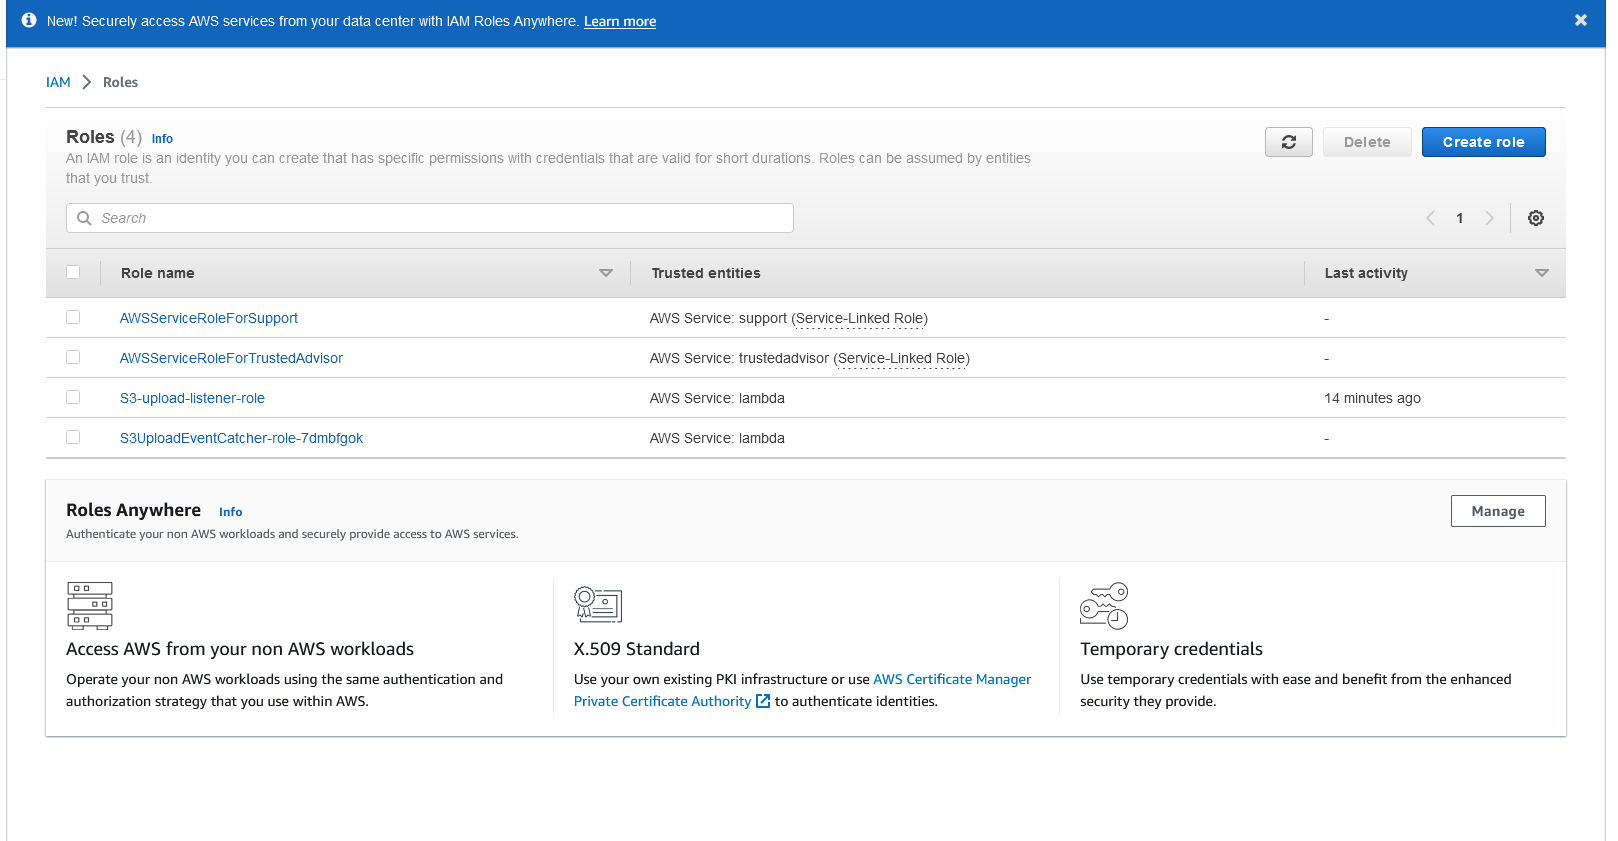 New! Securely access AWS services from your data center with IAM Roles Anywhere. Learn more
IAM > Roles
Roles (4) Info
An IAM role is an identity you can create that has specific permissions with credentials that are valid for short durations. Roles can be assumed by entities
that you trust.
Delete
Create role
Search
1
Role name Trusted entities Last activity
AWSServiceRoleForSupport AWS Service: support (Service-Linked Role) -
AWSServiceRoleForTrustedAdvisor AWS Service: trustedadvisor (Service-Linked Role) -
S3-upload-listener-role AWS Service: lambda 14 minutes ago
S3UploadEventCatcher-role-7dmbfgok AWS Service: lambda -
Roles Anywhere Info
Manage
Authenticate your non AWS workloads and securely provide access to AWS services.
Access AWS from your non AWS workloads
Operate your non AWS workloads using the same authentication and
authorization strategy that you use within AWS.
X.509 Standard
Use your own existing PKI infrastructure or use AWS Certificate Manager
Private Certificate Authority to authenticate identities.
Temporary credentials
Use temporary credentials with ease and benefit from the enhanced
security they provide.